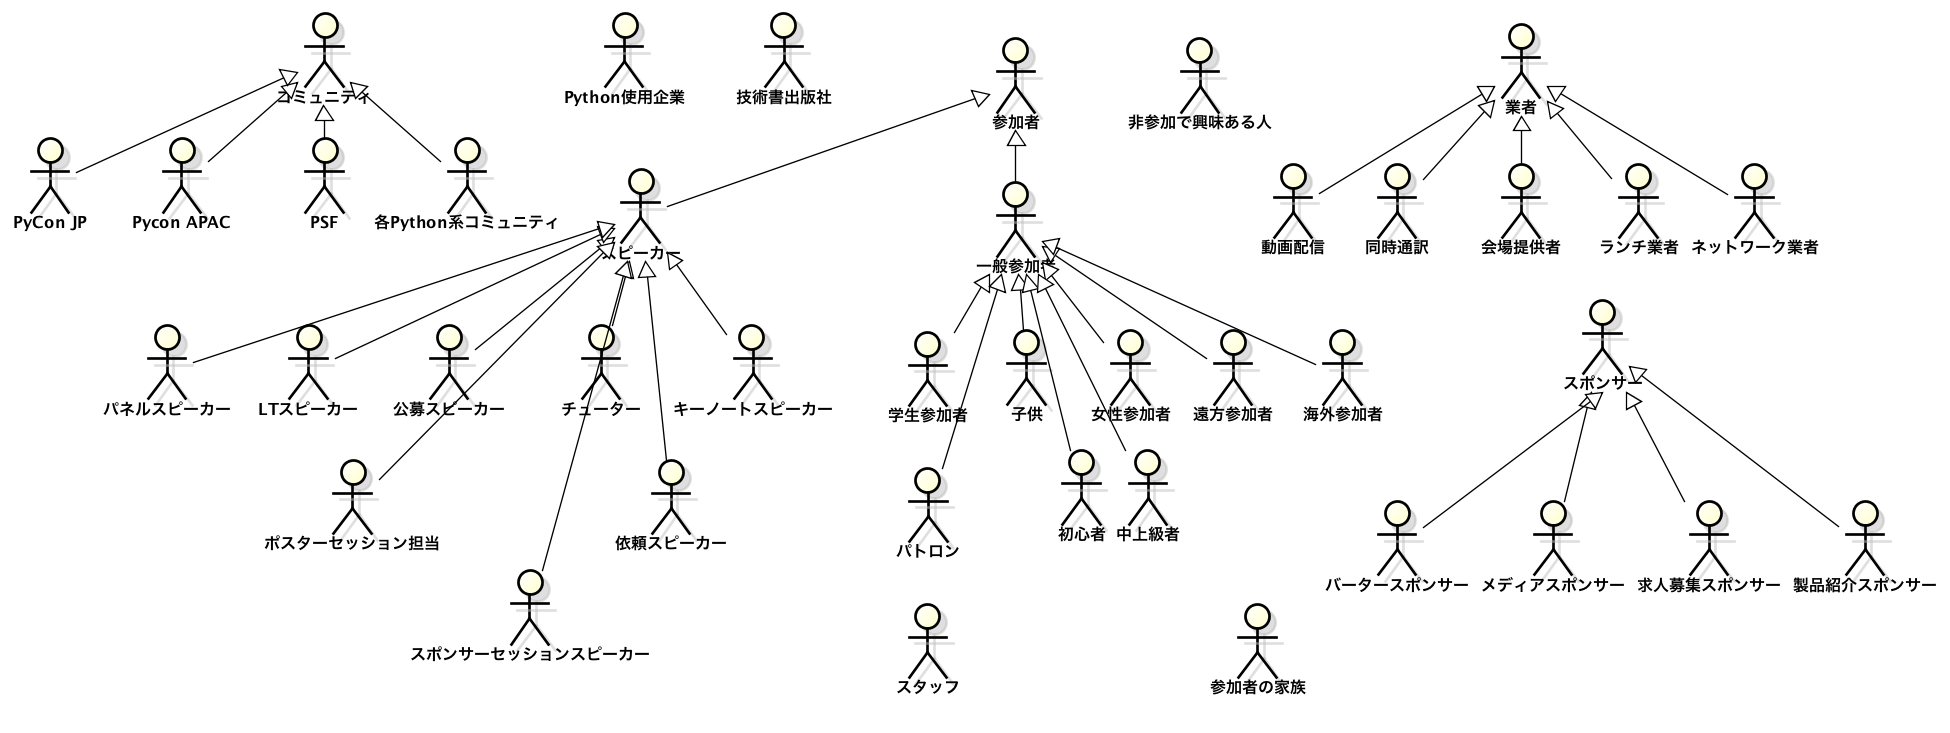 コミュニティ
Python使用企業
技術書出版社
参加者
非参加で興味ある人
業者
PyCon JP
Pycon APAC
PSF
各Python系コミュニティ
スピーカー
一般参加者
動画配信
同時通訳
会場提供者
ランチ業者
ネットワーク業者
スポンサー
パネルスピーカー
LTスピーカー
公募スピーカー
チューター
キーノートスピーカー
学生参加者
子供
女性参加者
遠方参加者
海外参加者
ポスターセッション担当
依頼スピーカー
パトロン
初心者
中上級者
バータースポンサー
メディアスポンサー
求人募集スポンサー
製品紹介スポンサー
スポンサーセッションスピーカー
スタッフ
参加者の家族